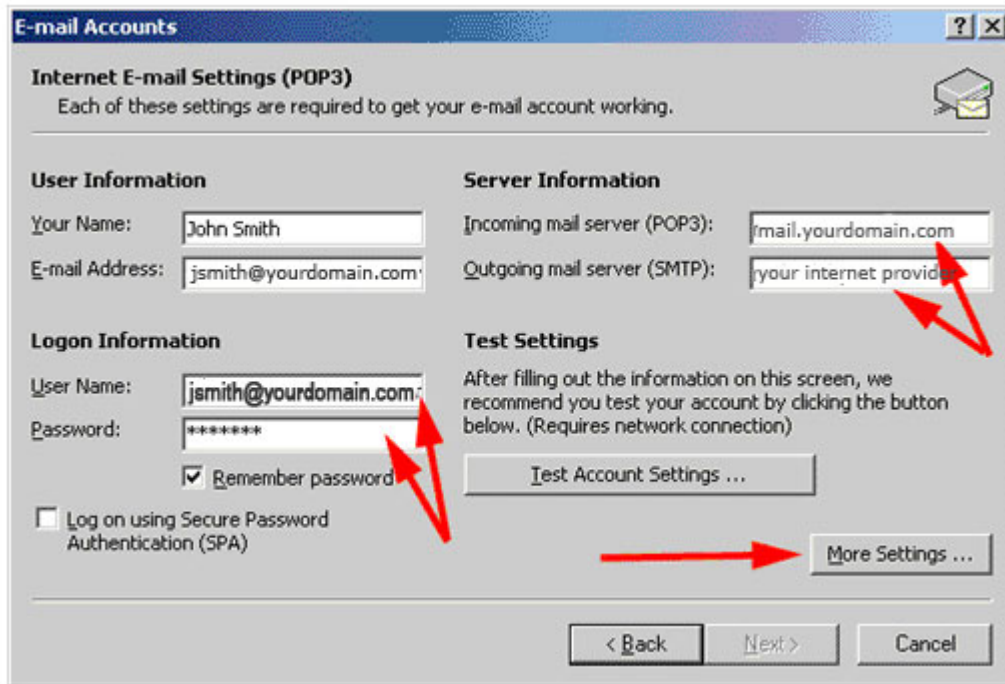 E-mail Accounts
Internet E-mail Settings (POP3)
Each of these settings are required to get your e-mail account working.
User Information
Your Name: John Smith
E-mail Address: jsmith@yourdomain.com
Server Information
Incoming mail server (POP3): mail.yourdomain.com
Outgoing mail server (SMTP): your internet provider
Logon Information
User Name: jsmith@yourdomain.com
Password: *******
Remember password
Log on using Secure Password
Authentication (SPA)
Test Settings
After filling out the information on this screen, we
recommend you test your account by clicking the button
below. (Requires network connection)
Test Account Settings ...
More Settings ...
< Back
Next >
Cancel